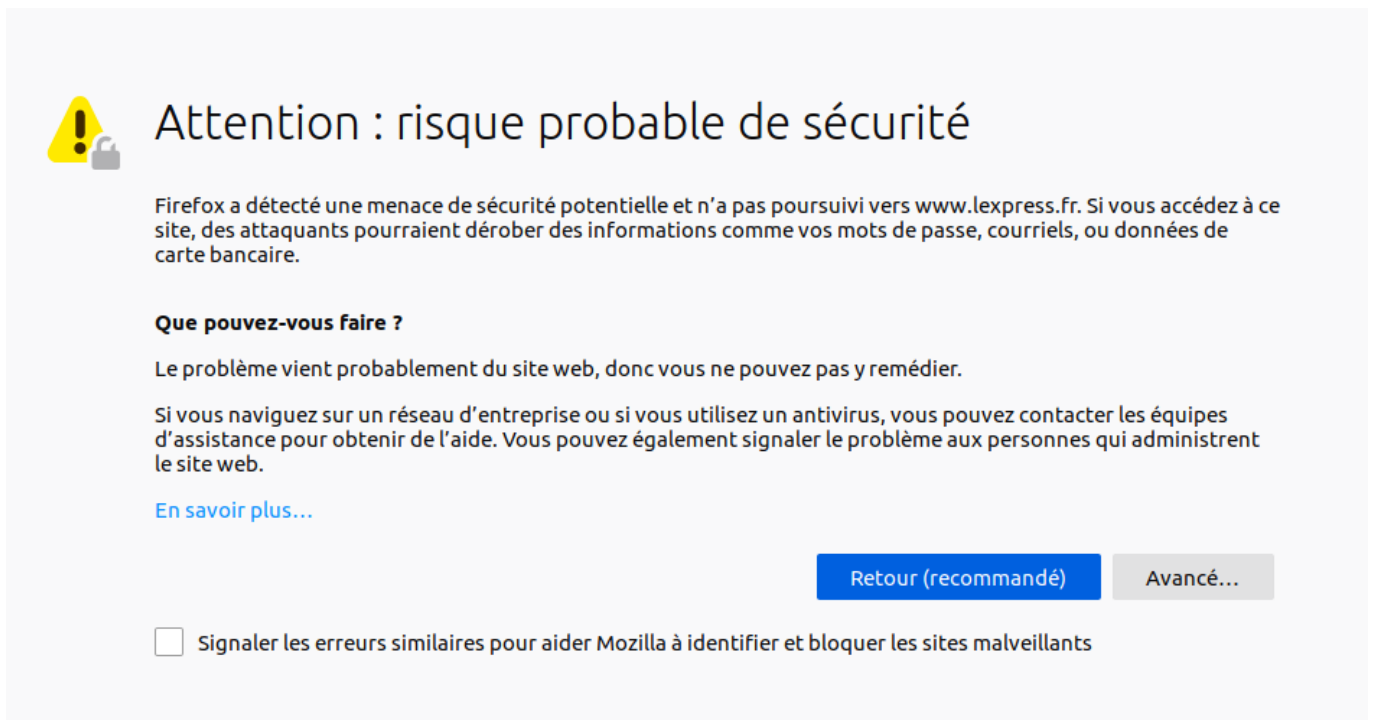 Attention : risque probable de sécurité
Firefox a détecté une menace de sécurité potentielle et n’a pas poursuivi vers www.lexpress.fr. Si vous accédez à ce
site, des attaquants pourraient dérober des informations comme vos mots de passe, courriels, ou données de
carte bancaire.
Que pouvez-vous faire ?
Le problème vient probablement du site web, donc vous ne pouvez pas y remédier.
Si vous naviguez sur un réseau d’entreprise ou si vous utilisez un antivirus, vous pouvez contacter les équipes
d’assistance pour obtenir de l’aide. Vous pouvez également signaler le problème aux personnes qui administrent
le site web.
En savoir plus…
Retour (recommandé)
Avancé…
Signaler les erreurs similaires pour aider Mozilla à identifier et bloquer les sites malveillants